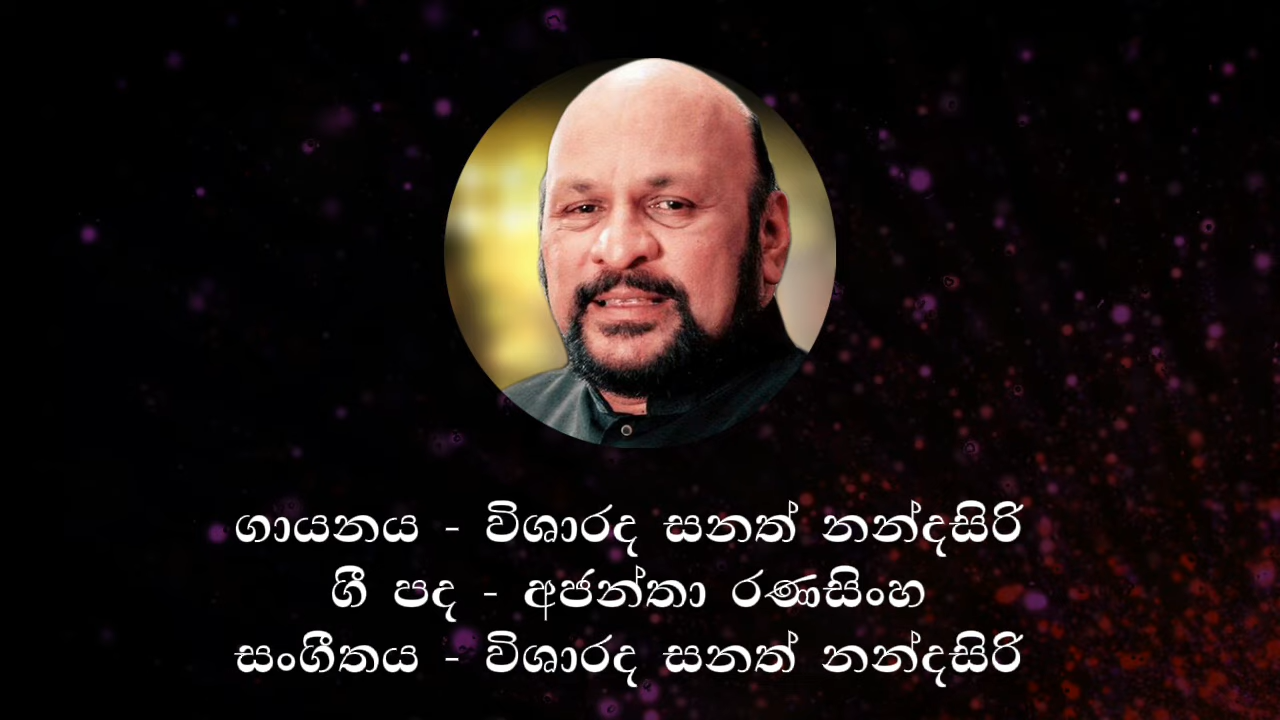 ගායනය - විශාරද සනත් නන්දසිරි
ගී පද - අජන්තා රණසිංහ
සංගීතය - විශාරද සනත් නන්දසිරි